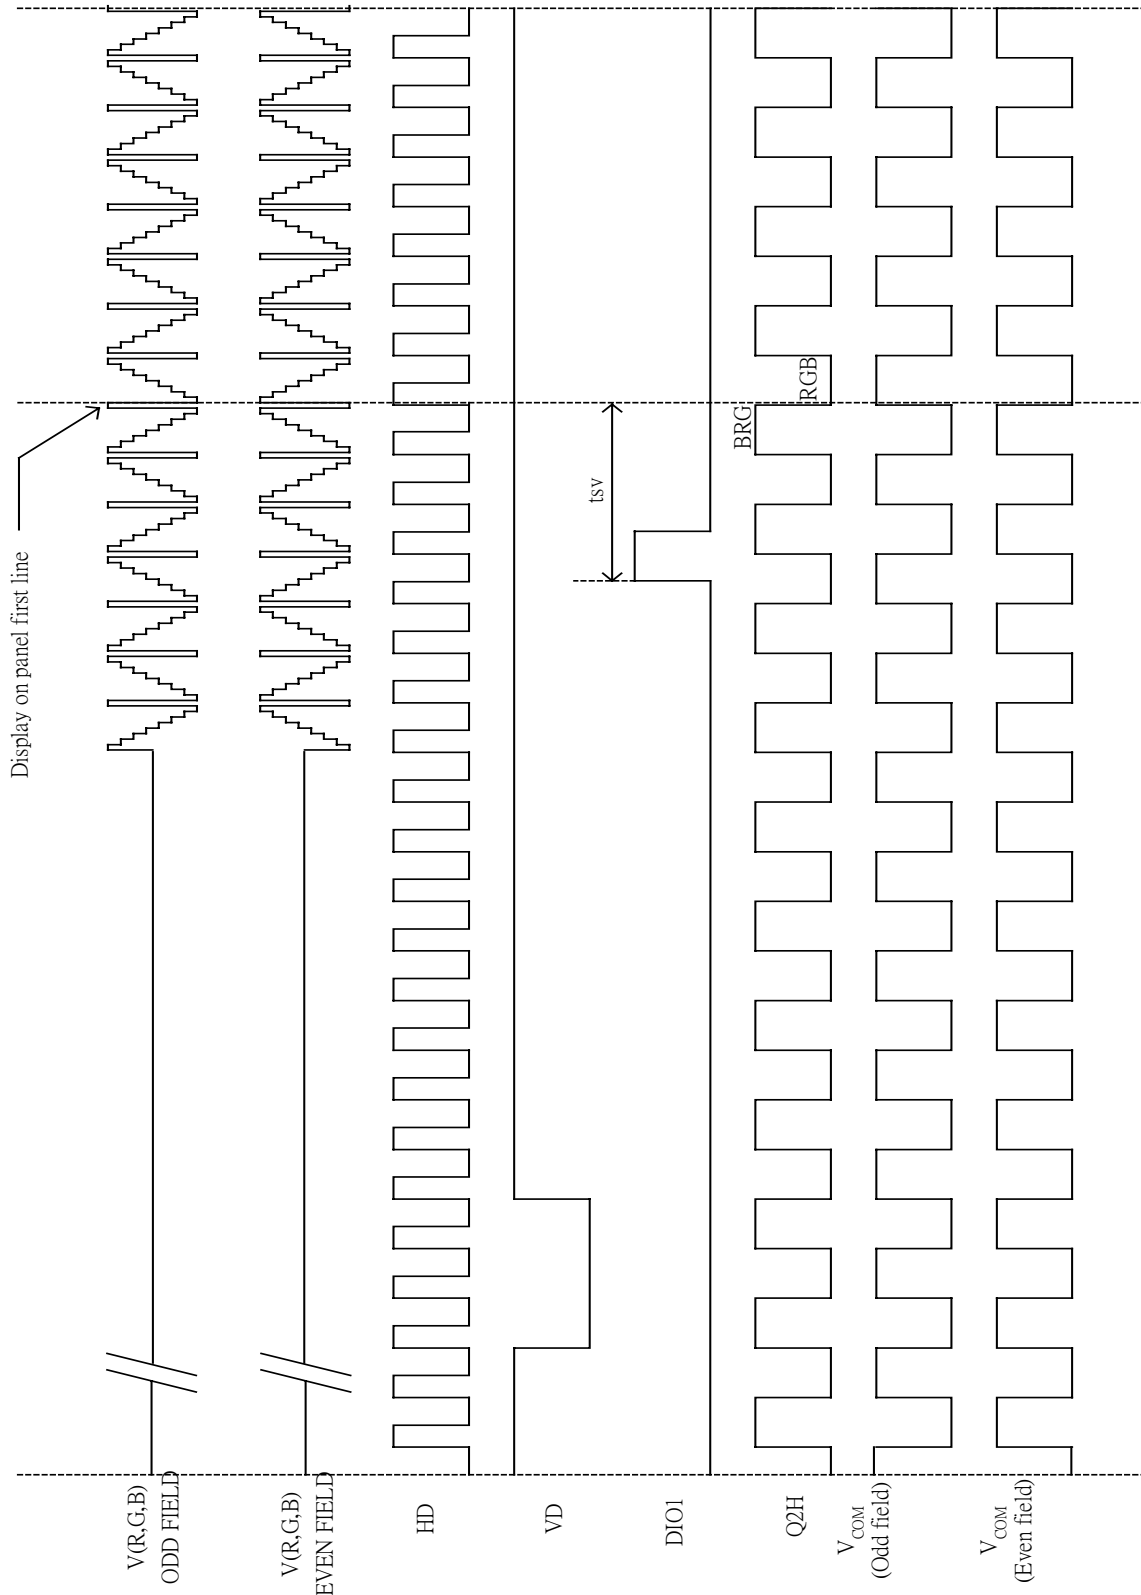 Display on panel first line
V(R,G,B)
ODD FIELD
V(R,G,B)
EVEN FIELD
HD
VD
tsv
DIO1
BRG
RGB
Q2H
VCOM
(Odd field)
VCOM
(Even field)